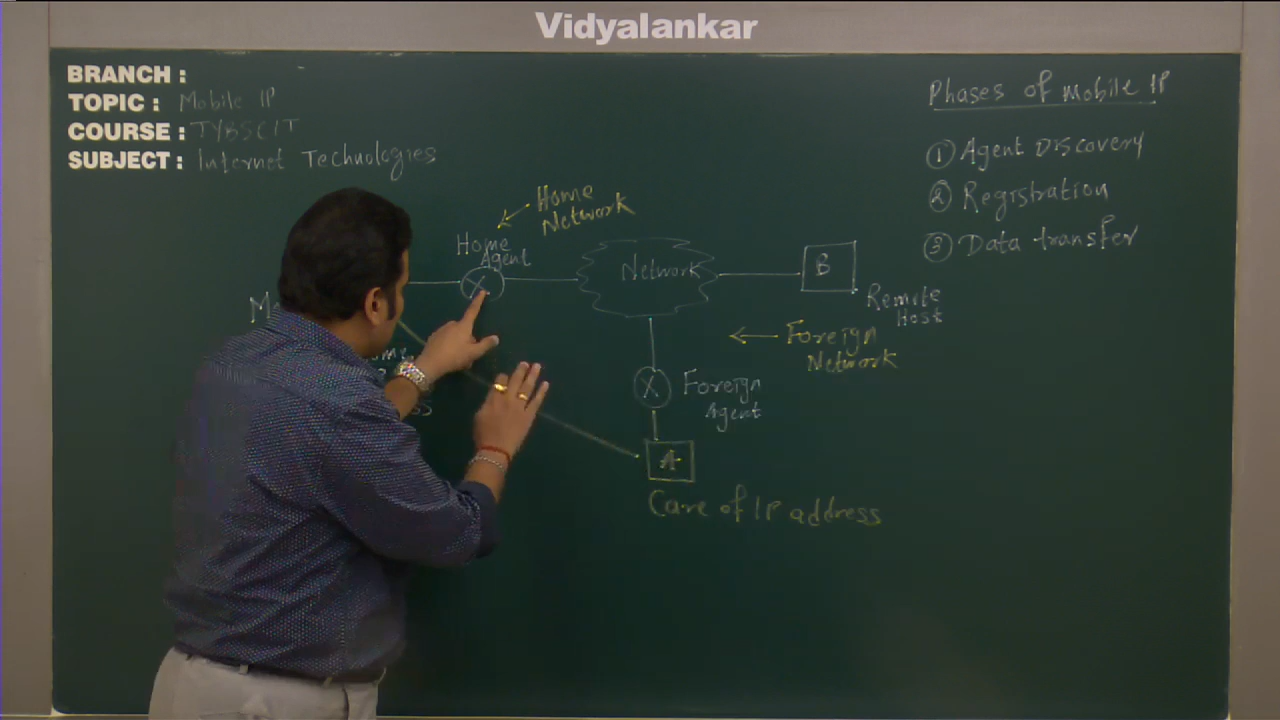 Vidyalankar
BRANCH :
TOPIC : Mobile IP
COURSE : TYBSCIT
SUBJECT : Internet Technologies
Phases of mobile IP
① Agent Discovery
② Registration
③ Data transfer
Home
Network
Home
Agent
Network
B
Remote
Host
Foreign
Network
X
X
Foreign
Agent
A
Care of IP address